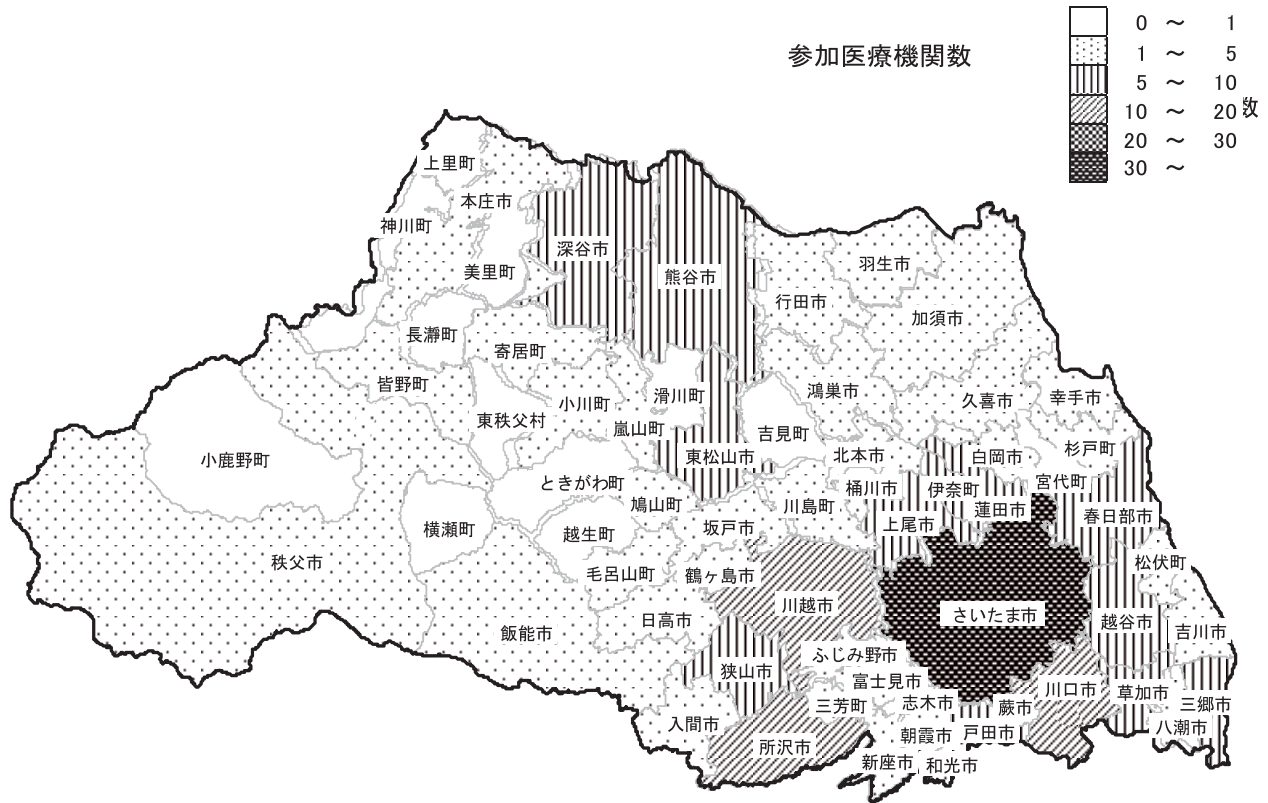 参加医療機関数
0 ～ 1
1 ～ 5
5 ～ 10
10 ～ 20
数
20 ～ 30
30 ～
上里町
本庄市
神川町
深谷市
美里町
熊谷市
羽生市
行田市
加須市
長瀞町
寄居町
皆野町
小川町
滑川町
鴻巣市
久喜市
幸手市
東秩父村
嵐山町
吉見町
小鹿野町
東松山市
北本市
白岡市
杉戸町
ときがわ町
桶川市
伊奈町
宮代町
鳩山町
川島町
蓮田市
横瀬町
越生町
坂戸市
上尾市
春日部市
秩父市
毛呂山町
鶴ヶ島市
松伏町
川越市
さいたま市
日高市
越谷市
飯能市
吉川市
ふじみ野市
狭山市
富士見市
川口市
草加市
三芳町
志木市
蕨市
三郷市
入間市
朝霞市
戸田市
八潮市
所沢市
新座市
和光市